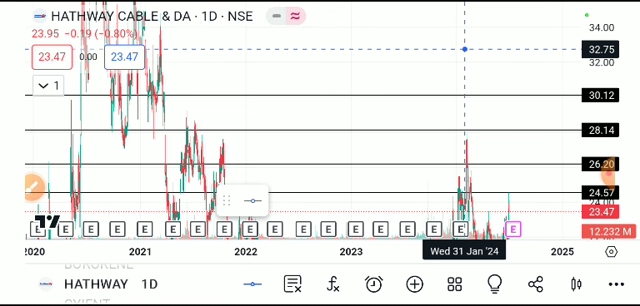 HATHWAY CABLE & DA · 1D · NSE
23.95 −0.19 (−0.80%)
23.47 0.00 23.47
1
34.00
32.75
32.00
30.12
28.14
26.20
24.57
24.00
23.47
12.232 M
E E E E E E E E E E E E E E E E E E E
2020 2021 2022 2023 Wed 31 Jan '24 2025
HATHWAY 1D